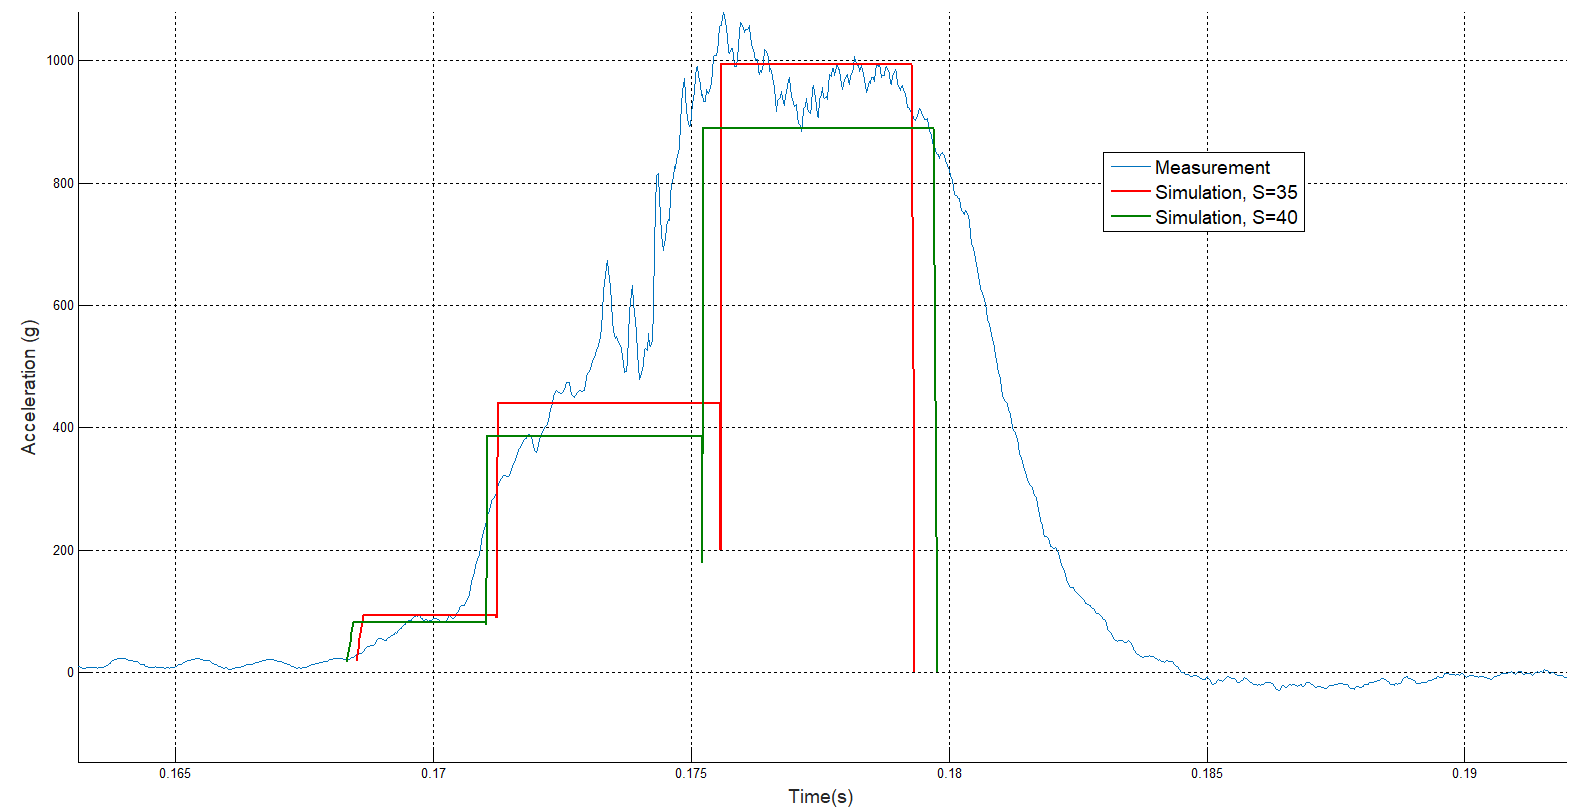 1000
800
600
400
200
0
Acceleration (g)
Measurement
Simulation, S=35
Simulation, S=40
0.165 0.17 0.175 0.18 0.185 0.19
Time(s)